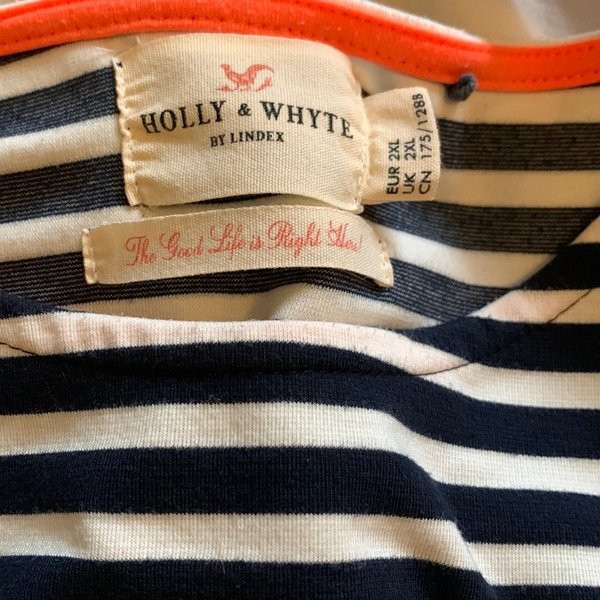 HOLLY & WHYTE
BY LINDEX
EUR 2XL
UK 2XL
CN 175/128B
The Good Life is Right Here!